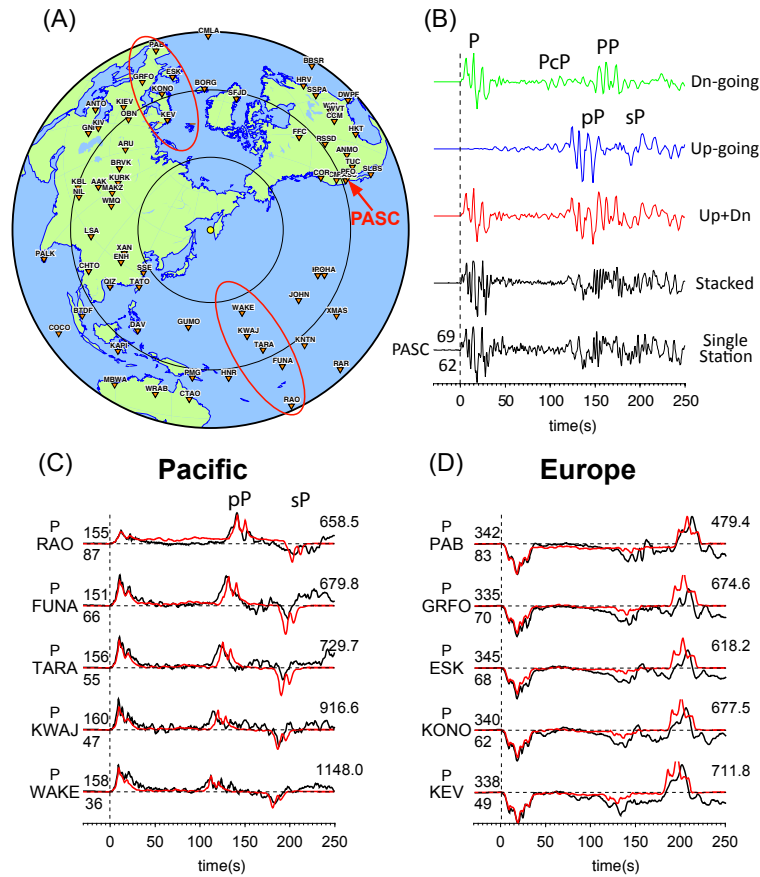 (A)
CMLA
PAB
ESK
GRFO
BORG
KONO
SFJD
BBSR
HRV
SSPA
DWPF
WVT
CCM
ANTO
KIEV
KIV
GNI
OBN
KEV
HKT
FFC
RSSD
ARU
ANMO
BRVK
TUC
PFO
SLBS
COR
KBL
AAK
KURK
MAKZ
NIL
WMQ
PASC
LSA
XAN
ENH
PALK
CHTO
SSE
QIZ
TATO
IPGHA
JOHN
BTDF
WAKE
XMAS
COCO
DAV
GUMO
KWAJ
KAPI
TARA
KNTN
FUNA
RAR
MBWA
PMG
HNR
WRAB
CTAO
RAO
(B)
P
PcP
PP
Dn-going
pP
sP
Up-going
Up+Dn
Stacked
PASC
69
62
Single
Station
0 50 100 150 200 250
time(s)
(C)
Pacific
pP
sP
P
RAO
155
87
658.5
P
FUNA
151
66
679.8
P
TARA
156
55
729.7
P
KWAJ
160
47
916.6
P
WAKE
158
36
1148.0
0 50 100 150 200 250
time(s)
(D)
Europe
P
PAB
342
83
479.4
P
GRFO
335
70
674.6
P
ESK
345
68
618.2
P
KONO
340
62
677.5
P
KEV
338
49
711.8
0 50 100 150 200 250
time(s)